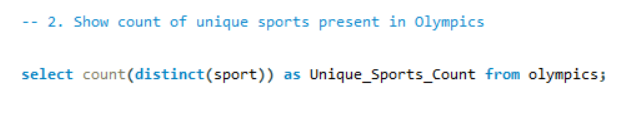 -- 2. Show count of unique sports present in Olympics
select count(distinct(sport)) as Unique_Sports_Count from olympics;